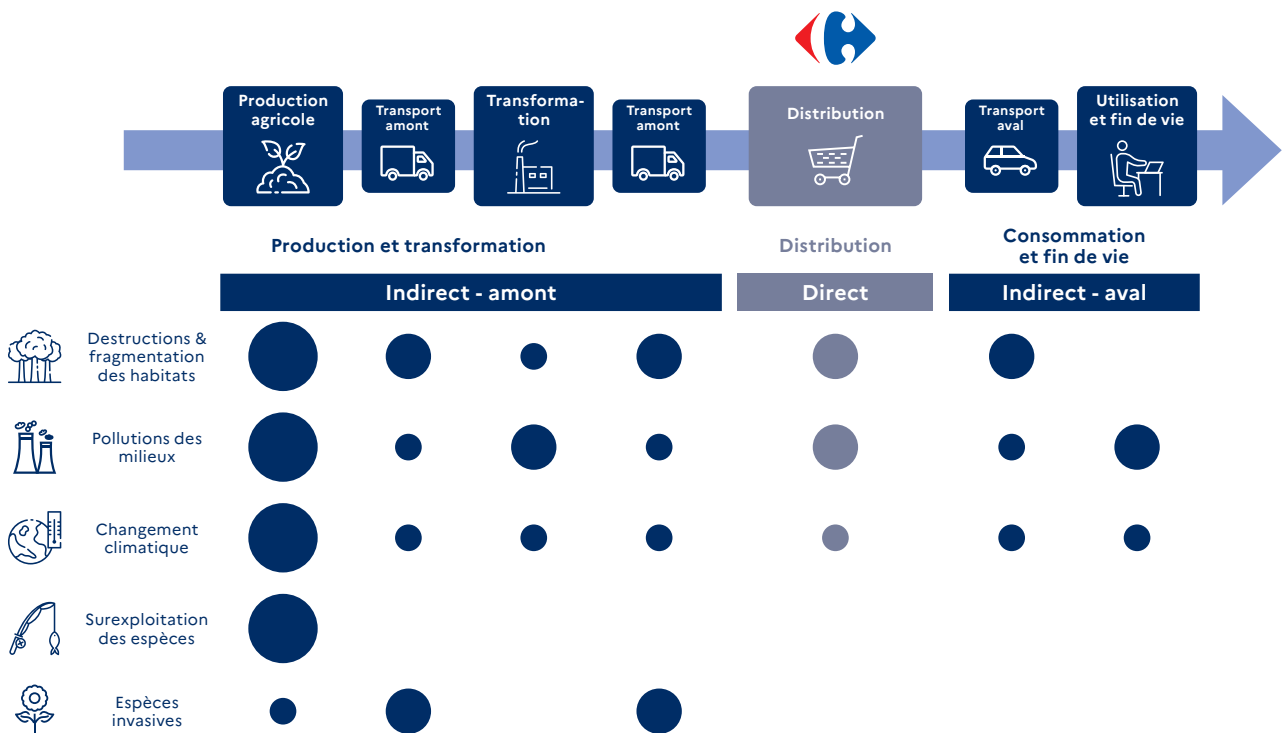 Production
agricole
Transport
amont
Transforma-
tion
Transport
amont
Distribution
Transport
aval
Utilisation
et fin de vie
Production et transformation
Distribution
Consommation
et fin de vie
Indirect - amont
Direct
Indirect - aval
Destructions &
fragmentation
des habitats
Pollutions des
milieux
Changement
climatique
Surexploitation
des espèces
Espèces
invasives